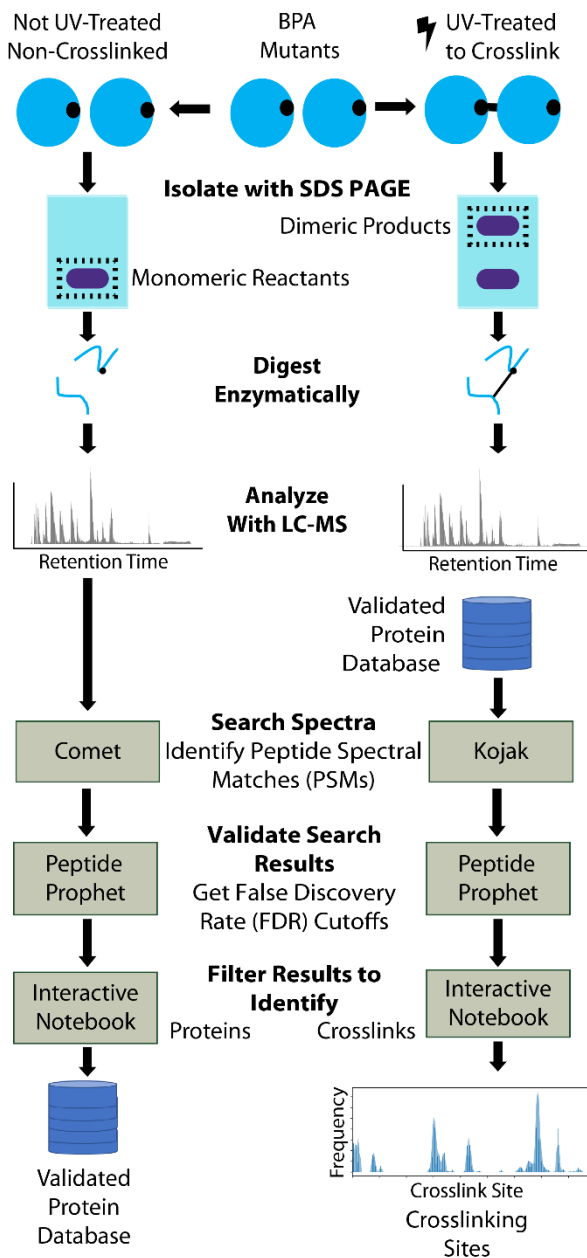 Not UV-Treated
Non-Crosslinked
BPA
Mutants
UV-Treated
to Crosslink
Isolate with SDS PAGE
Dimeric Products
Monomeric Reactants
Digest
Enzymatically
Analyze
With LC-MS
Retention Time
Retention Time
Validated
Protein
Database
Search Spectra
Comet
Identify Peptide Spectral
Matches (PSMs)
Kojak
Validate Search
Results
Get False Discovery
Rate (FDR) Cutoffs
Peptide
Prophet
Peptide
Prophet
Filter Results to
Identify
Proteins
Crosslinks
Interactive
Notebook
Interactive
Notebook
Validated
Protein
Database
Frequency
Crosslink Site
Crosslinking
Sites